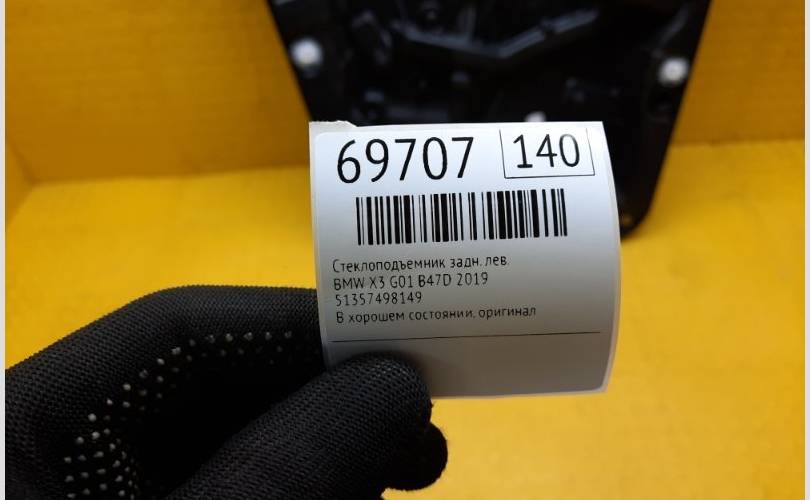 69707 140
Стеклоподъемник задн. лев.
BMW X3 G01 B47D 2019
51357498149
В хорошем состоянии, оригинал